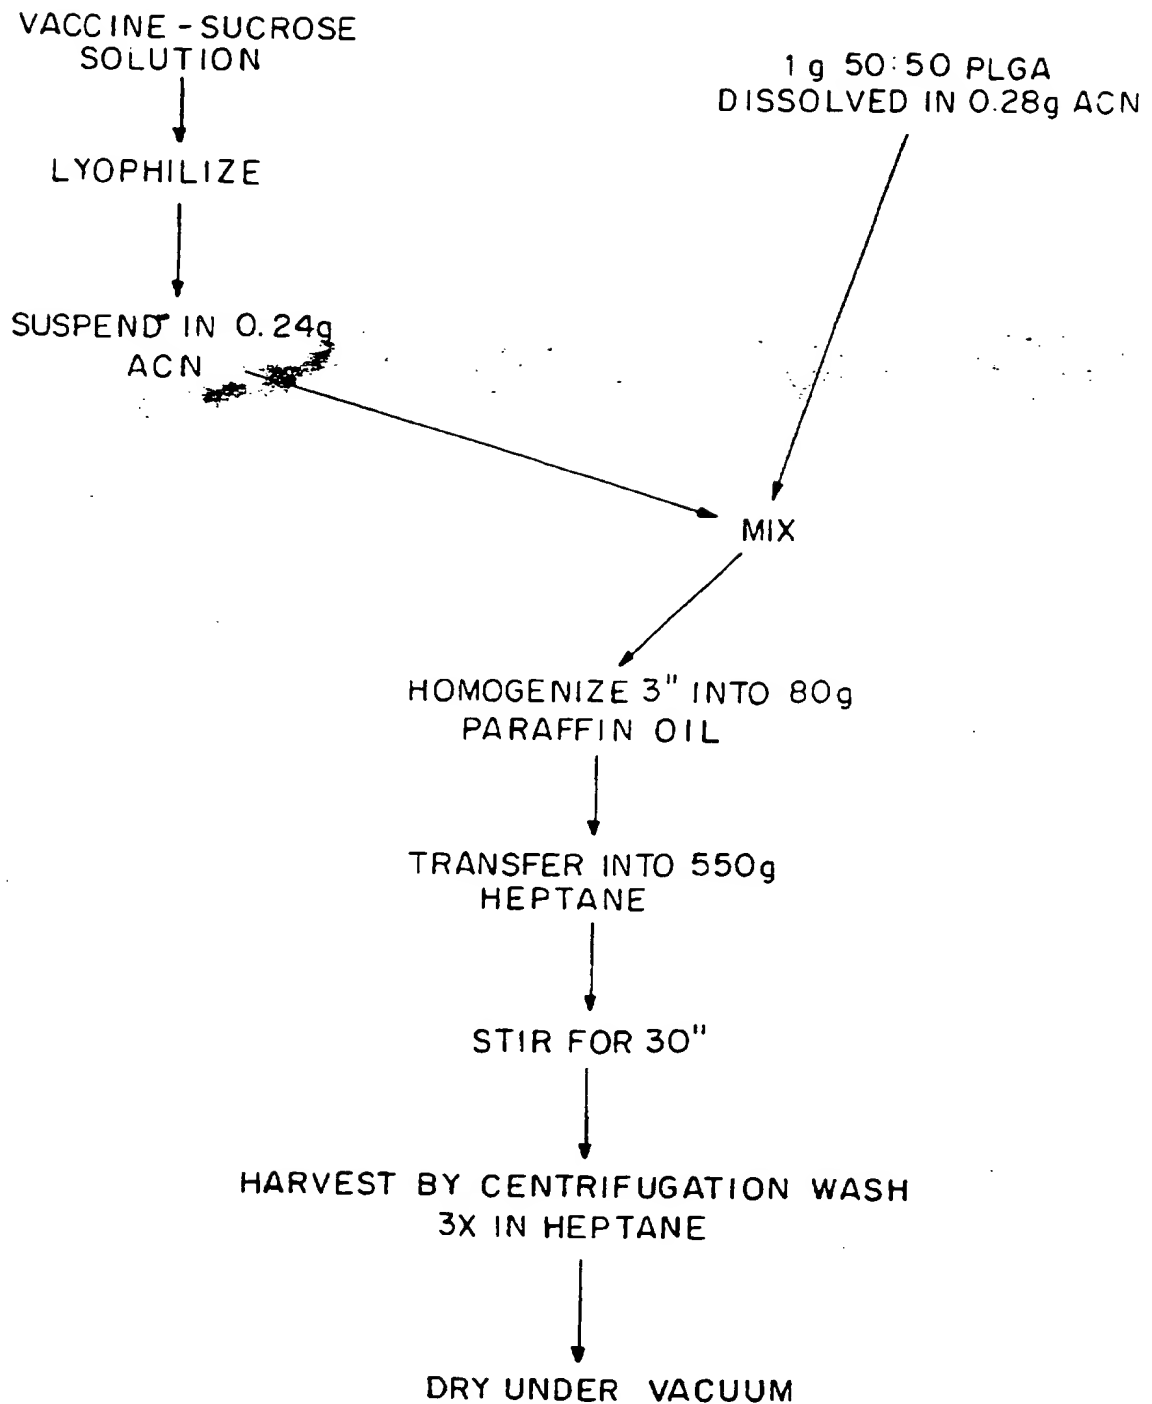 VACCINE-SUCROSE
SOLUTION
1 g 50:50 PLGA
DISSOLVED IN 0.28g ACN
LYOPHILIZE
SUSPEND IN 0.24g
ACN
MIX
HOMOGENIZE 3" INTO 80g
PARAFFIN OIL
TRANSFER INTO 550g
HEPTANE
STIR FOR 30"
HARVEST BY CENTRIFUGATION WASH
3X IN HEPTANE
DRY UNDER VACUUM